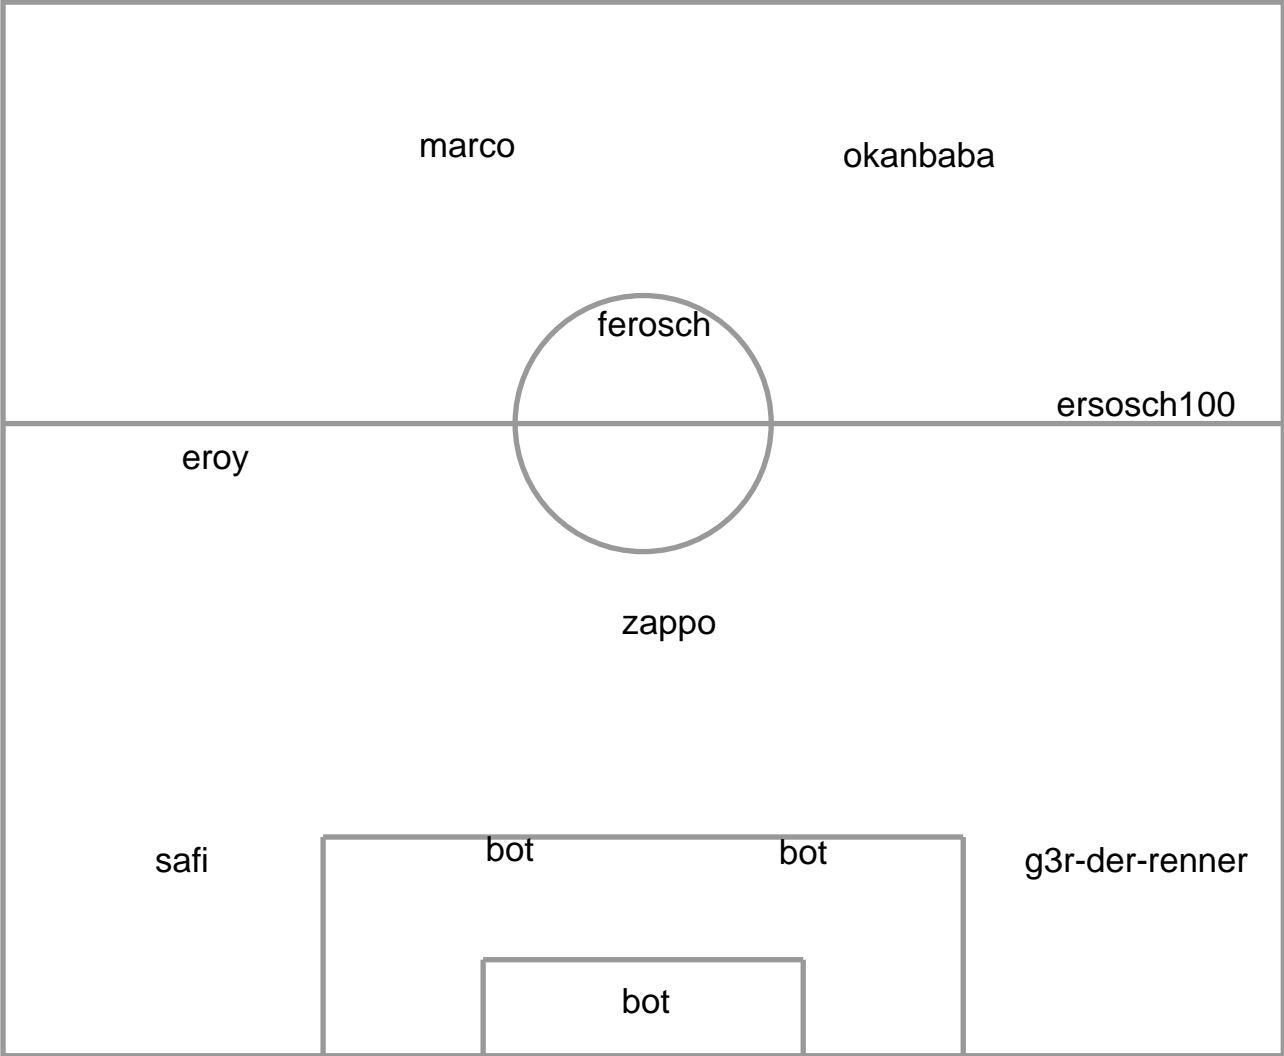 marco
okanbaba
ferosch
ersosch100
eroy
zappo
bot
bot
safi
g3r-der-renner
bot